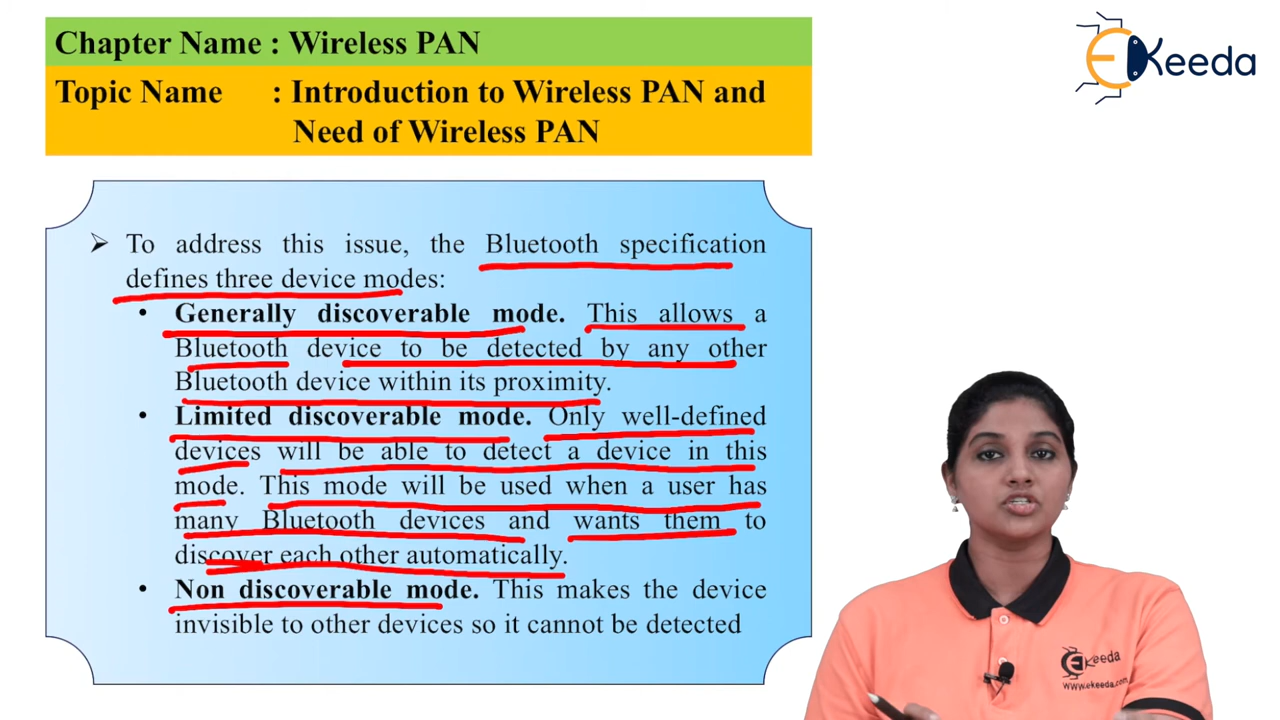 Chapter Name : Wireless PAN
Topic Name : Introduction to Wireless PAN and
Need of Wireless PAN
EKeeda
➢ To address this issue, the Bluetooth specification
defines three device modes:
• Generally discoverable mode. This allows a
Bluetooth device to be detected by any other
Bluetooth device within its proximity.
• Limited discoverable mode. Only well-defined
devices will be able to detect a device in this
mode. This mode will be used when a user has
many Bluetooth devices and wants them to
discover each other automatically.
• Non discoverable mode. This makes the device
invisible to other devices so it cannot be detected
EKeeda
www.ekeeda.com